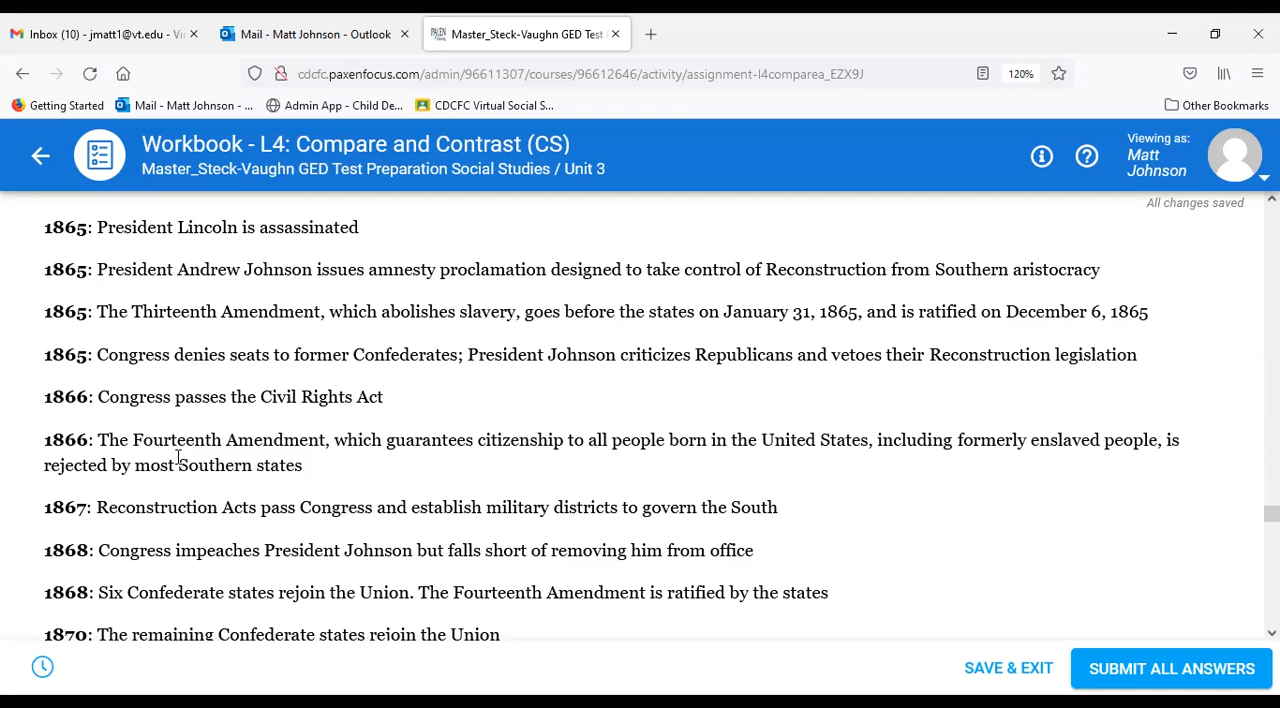 Inbox (10) - jmatt1@vt.edu - Vi
Mail - Matt Johnson - Outlook
PAXEN
Master_Steck-Vaughn GED Test
cdcfc.paxenfocus.com/admin/96611307/courses/96612646/activity/assignment-l4comparea_EZX9J
120%
Getting Started
Mail - Matt Johnson - ...
Admin App - Child De...
CDCFC Virtual Social S...
Other Bookmarks
Workbook - L4: Compare and Contrast (CS)
Master_Steck-Vaughn GED Test Preparation Social Studies / Unit 3
Viewing as:
Matt
Johnson
All changes saved
1865: President Lincoln is assassinated
1865: President Andrew Johnson issues amnesty proclamation designed to take control of Reconstruction from Southern aristocracy
1865: The Thirteenth Amendment, which abolishes slavery, goes before the states on January 31, 1865, and is ratified on December 6, 1865
1865: Congress denies seats to former Confederates; President Johnson criticizes Republicans and vetoes their Reconstruction legislation
1866: Congress passes the Civil Rights Act
1866: The Fourteenth Amendment, which guarantees citizenship to all people born in the United States, including formerly enslaved people, is
rejected by most Southern states
1867: Reconstruction Acts pass Congress and establish military districts to govern the South
1868: Congress impeaches President Johnson but falls short of removing him from office
1868: Six Confederate states rejoin the Union. The Fourteenth Amendment is ratified by the states
1870: The remaining Confederate states rejoin the Union
SAVE & EXIT
SUBMIT ALL ANSWERS